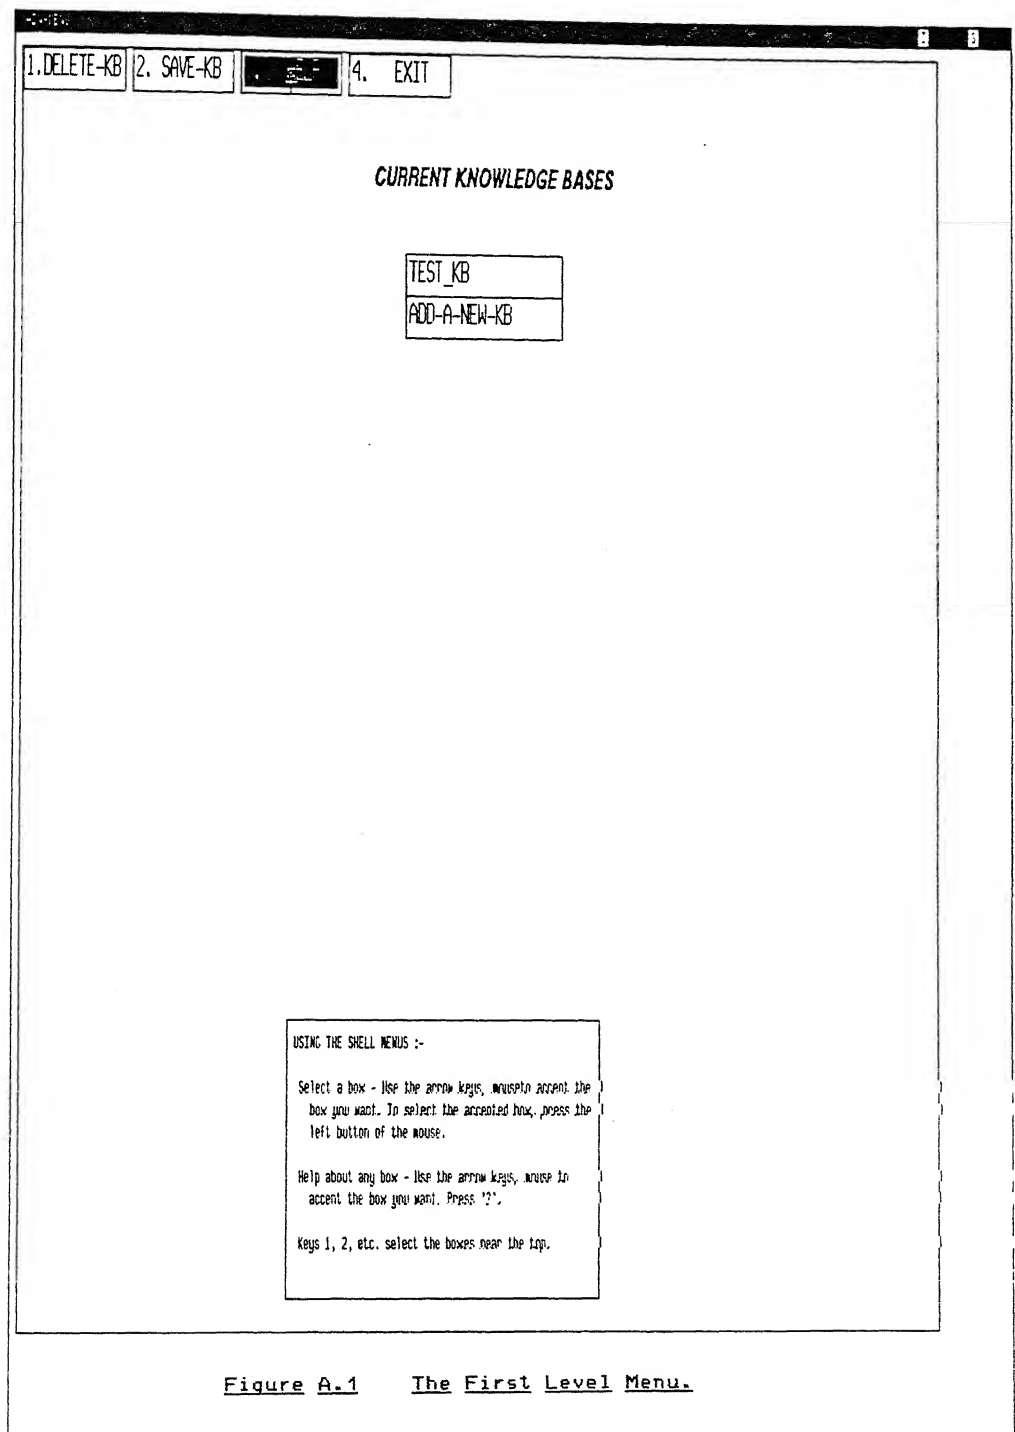 1.DELETE-KB 2. SAVE-KB 4. EXIT
CURRENT KNOWLEDGE BASES
TEST_KB
ADD-A-NEW-KB
USING THE SHELL MENUS :-
Select a box - Use the arrow keys, mouseto accent the
box you want. To select the accented box, press the
left button of the mouse.
Help about any box - Use the arrow keys, mouse to
accent the box you want. Press '?'.
Keys 1, 2, etc. select the boxes near the top.
Figure A.1 The First Level Menu.